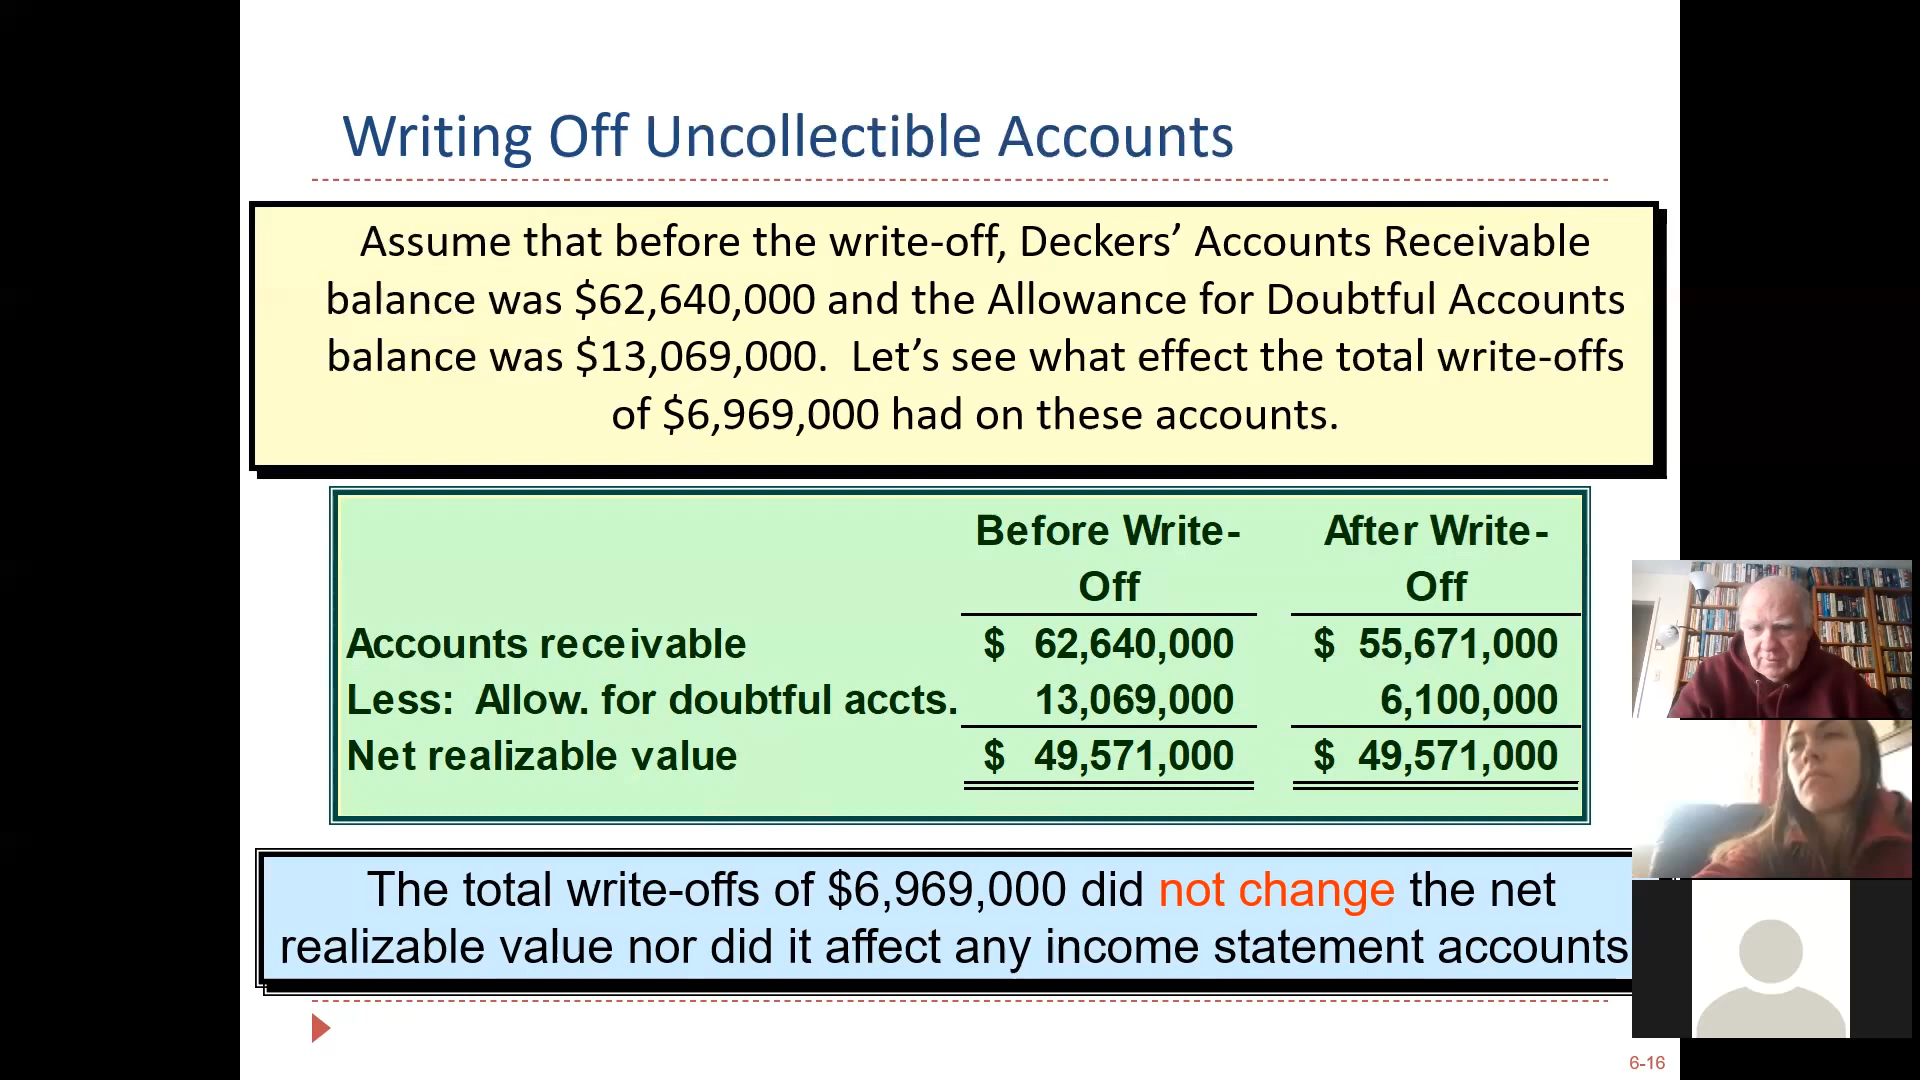 Writing Off Uncollectible Accounts
Assume that before the write-off, Deckers’ Accounts Receivable
balance was $62,640,000 and the Allowance for Doubtful Accounts
balance was $13,069,000.  Let’s see what effect the total write-offs
of $6,969,000 had on these accounts.
Before Write- After Write-
Off Off
Accounts receivable $ 62,640,000 $ 55,671,000
Less:  Allow. for doubtful accts. 13,069,000 6,100,000
Net realizable value $ 49,571,000 $ 49,571,000
The total write-offs of $6,969,000 did not change the net
realizable value nor did it affect any income statement accounts
6-16